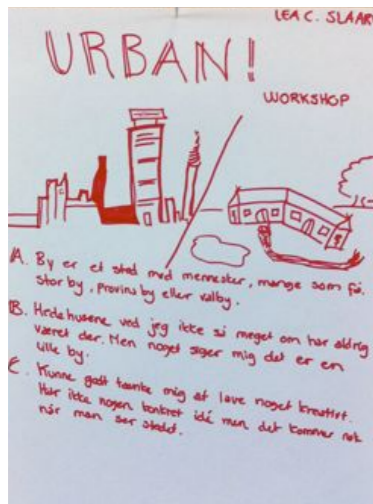 LEA C. SLAAR
URBAN!
WORKSHOP
A. By er et sted med mennesker, mange som få.
Storby, Provins by eller valby.
B. Hedehusene ved jeg ikke så meget om har aldrig
været der. Men noget siger mig det er en
lille by.
C. Kunne godt tænke mig at lave noget kreativt.
Har ikke nogen konkret idé men det kommer nok
når man ser stedet.